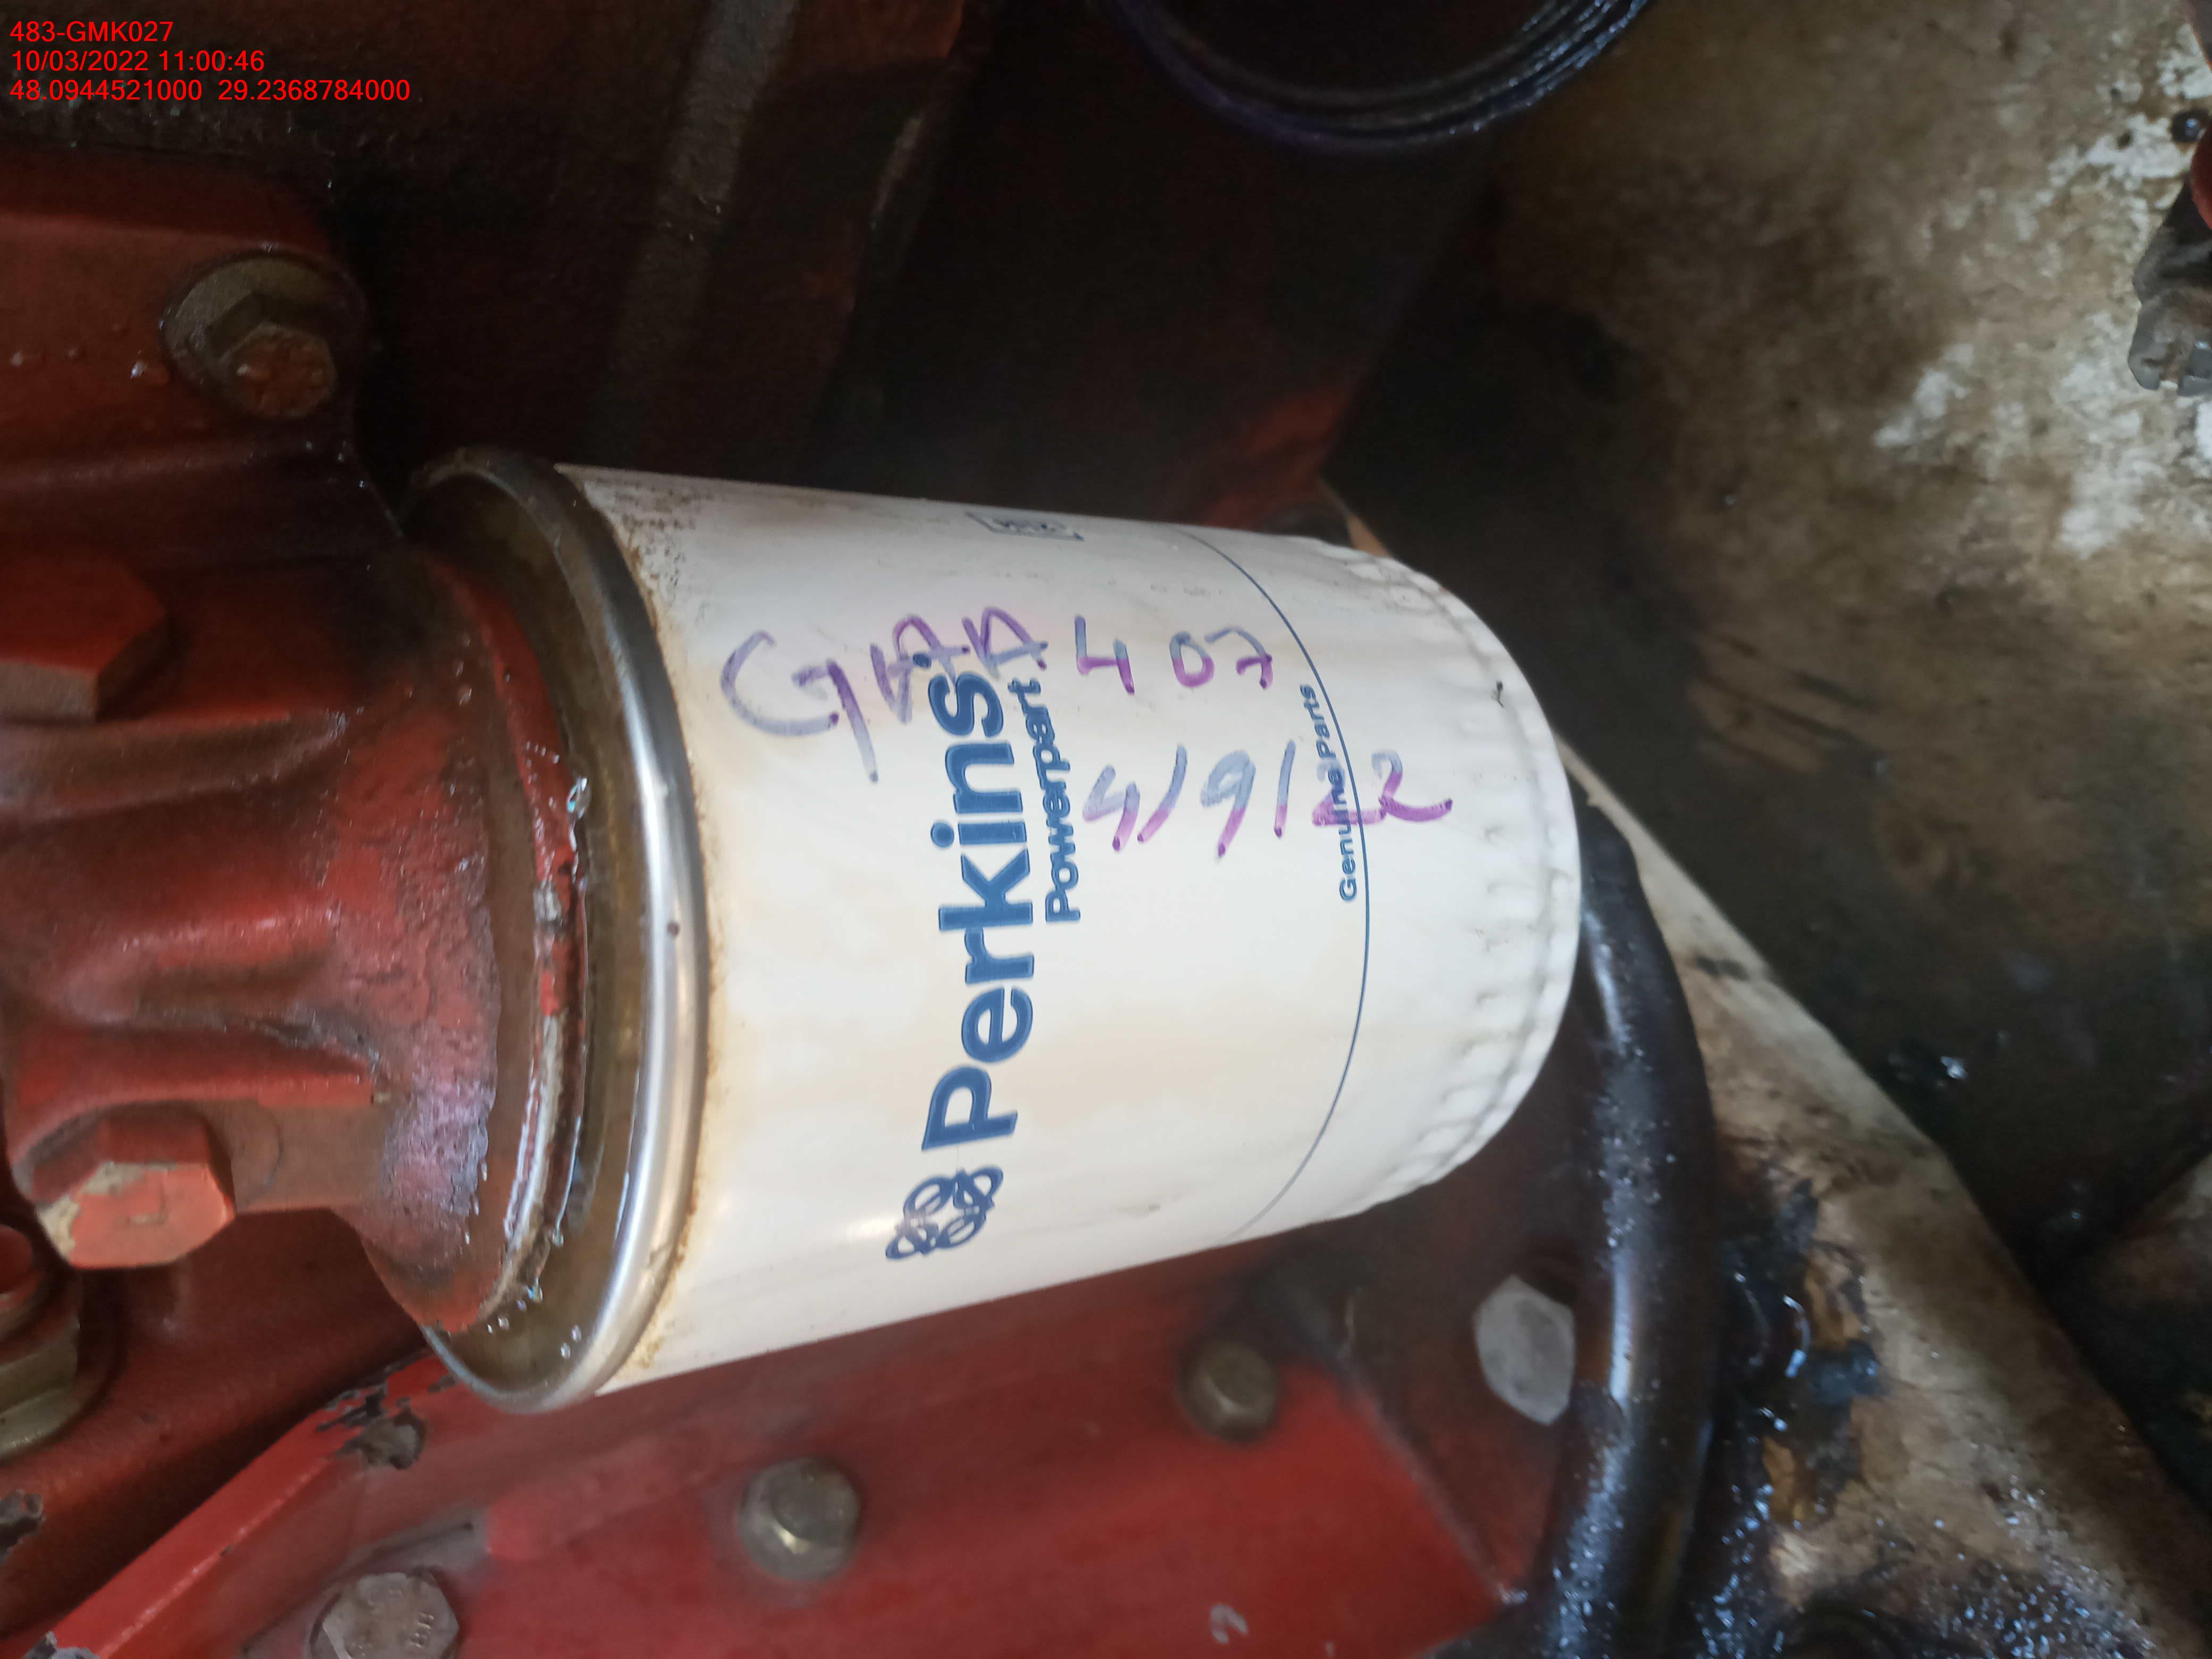 483-GMK027
10/03/2022 11:00:46
48.0944521000 29.2368784000
4/9/22
Perkins
Powerpart
Genuine Parts